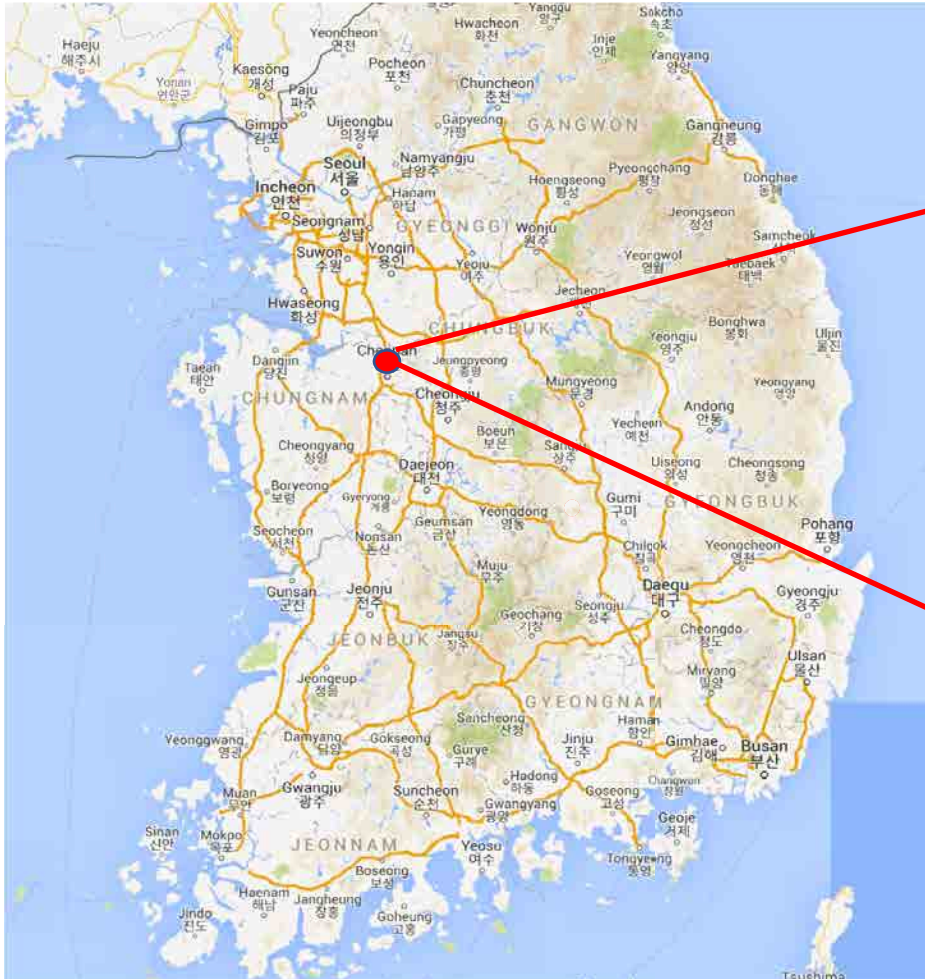 Yanggu
양구
Sokcho
속초
Hwacheon
화천
Yeoncheon
연천
Inje
인제
Yangyang
양양
Haeju
해주시
Pocheon
포천
Kaesŏng
개성
Paju
파주
Chuncheon
춘천
Yonan
연안군
Gapyeong
가평
Gimpo
김포
Uijeongbu
의정부
GANGWON
Gangneung
강릉
Seoul
서울
Namyangju
남양주
Pyeongchang
평창
Donghae
동해
Incheon
인천
Hanam
하남
Hoengseong
횡성
Jeongseon
정선
Seongnam
성남
GYEONGGI
Wonju
원주
Samcheok
Suwon
수원
Yongin
용인
Yeoju
여주
Yeongwol
영월
Taebaek
태백
Hwaseong
화성
Jecheon
CHUNGBUK
Bonghwa
봉화
Uljin
울진
Yeongju
영주
Dangjin
당진
Jeungpyeong
증평
Taean
태안
Mungyeong
문경
Yeongyang
영양
CHUNGNAM
Cheongju
청주
Andong
안동
Yecheon
예천
Boeun
보은
Cheongyang
청양
Sangju
상주
Daejeon
대전
Uiseong
의성
Cheongsong
청송
Boryeong
보령
Gyeryong
계룡
Gumi
구미
GYEONGBUK
Geumsan
금산
Yeongdong
영동
Pohang
포항
Seocheon
서천
Nonsan
논산
Chilgok
칠곡
Yeongcheon
영천
Muju
무주
Gunsan
군산
Jeonju
전주
Daegu
대구
Gyeongju
경주
Geochang
거창
Seongju
성주
Cheongdo
청도
JEONBUK
Jangsu
장수
Ulsan
울산
Jeongeup
정읍
Miryang
밀양
GYEONGNAM
Sancheong
산청
Haman
함안
Yeonggwang
영광
Damyang
담양
Gokseong
곡성
Gurye
구례
Jinju
진주
Gimhae
김해
Busan
부산
Changwon
창원
Hadong
하동
Muan
무안
Gwangju
광주
Suncheon
순천
Gwangyang
광양
Goseong
고성
Geoje
거제
Sinan
신안
Mokpo
목포
JEONNAM
Yeosu
여수
Tongyeong
통영
Boseong
보성
Haenam
해남
Jangheung
장흥
Jindo
진도
Goheung
고흥
Tsushima